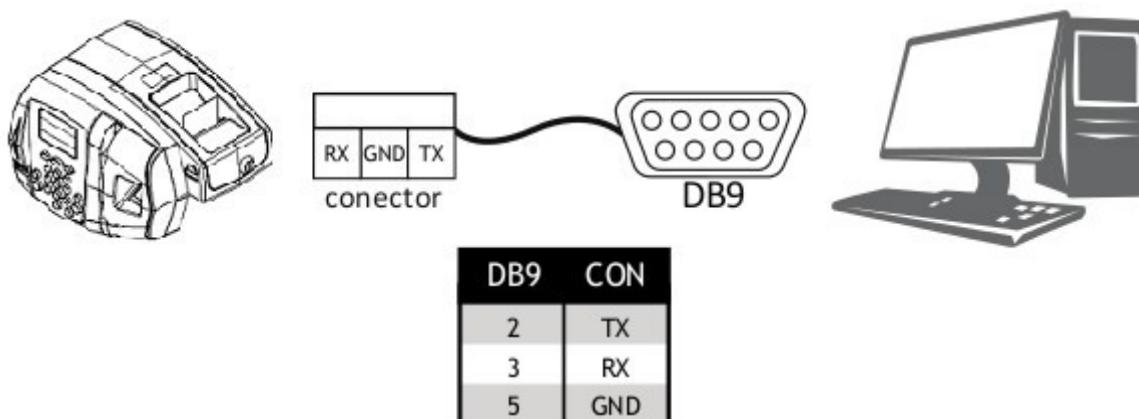 RX GND TX
conector
DB9
DB9 CON
2 TX
3 RX
5 GND